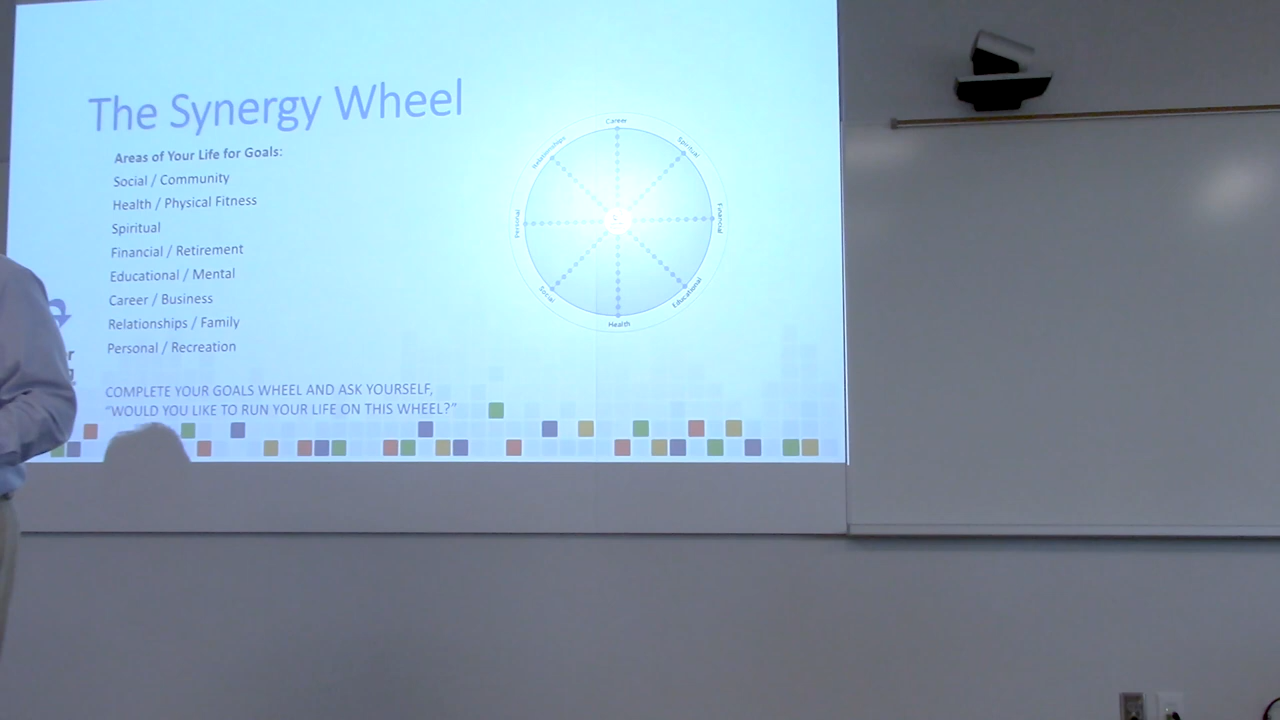 The Synergy Wheel
Areas of Your Life for Goals:
Social / Community
Health / Physical Fitness
Spiritual
Financial / Retirement
Educational / Mental
Career / Business
Relationships / Family
Personal / Recreation
COMPLETE YOUR GOALS WHEEL AND ASK YOURSELF,
“WOULD YOU LIKE TO RUN YOUR LIFE ON THIS WHEEL?”
Career
Spiritual
Financial
Educational
Health
Social
Personal
Relationships